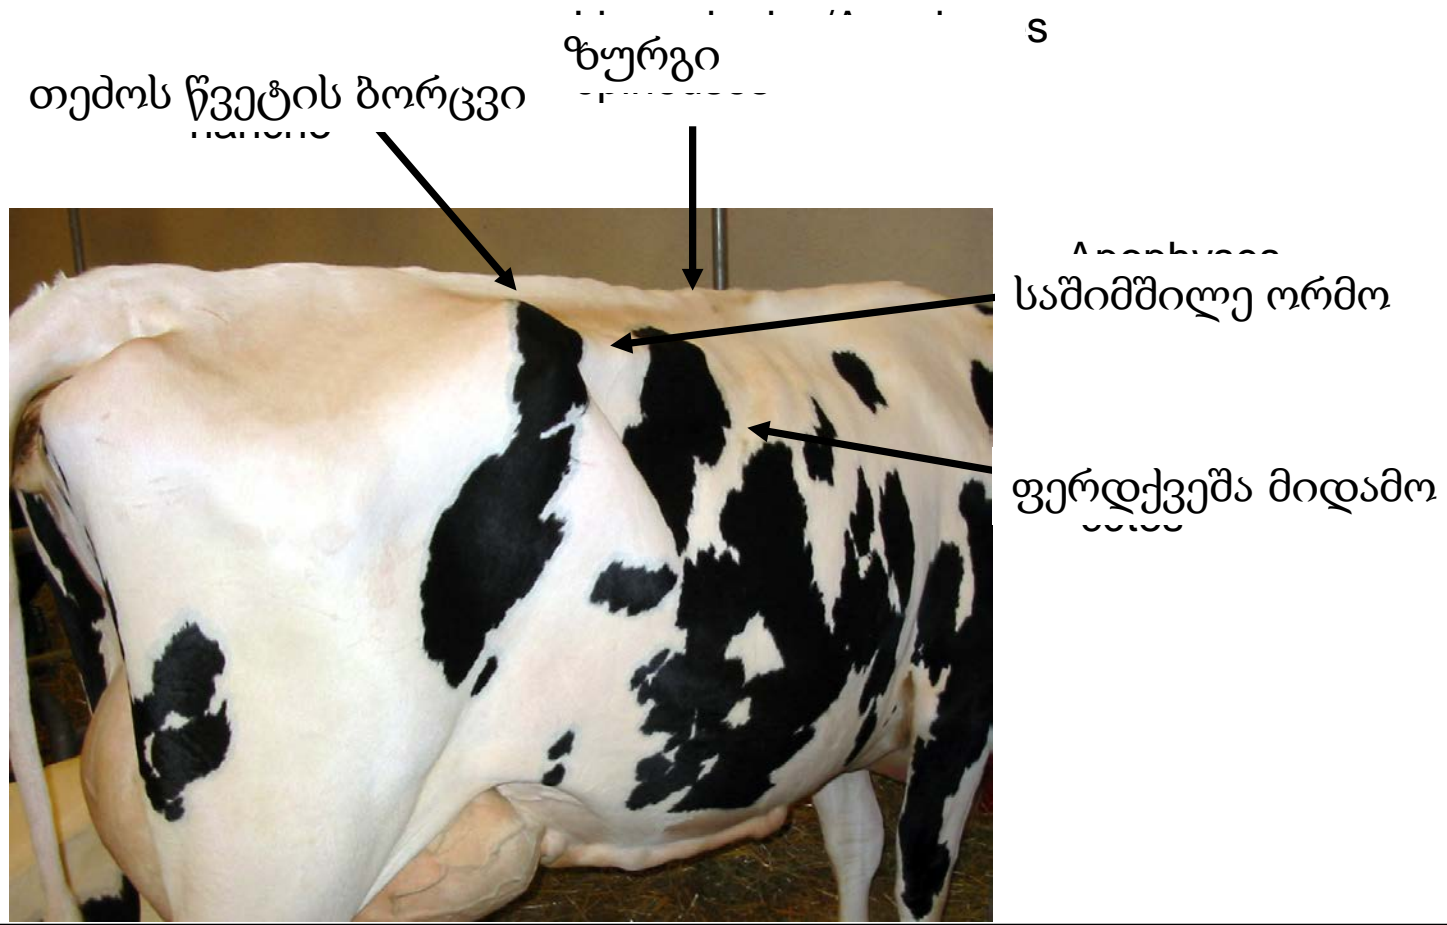 s
ზურგი
თეძოს წვეტის ბორცვი
საშიმშილე ორმო
ფერდქვეშა მიდამო